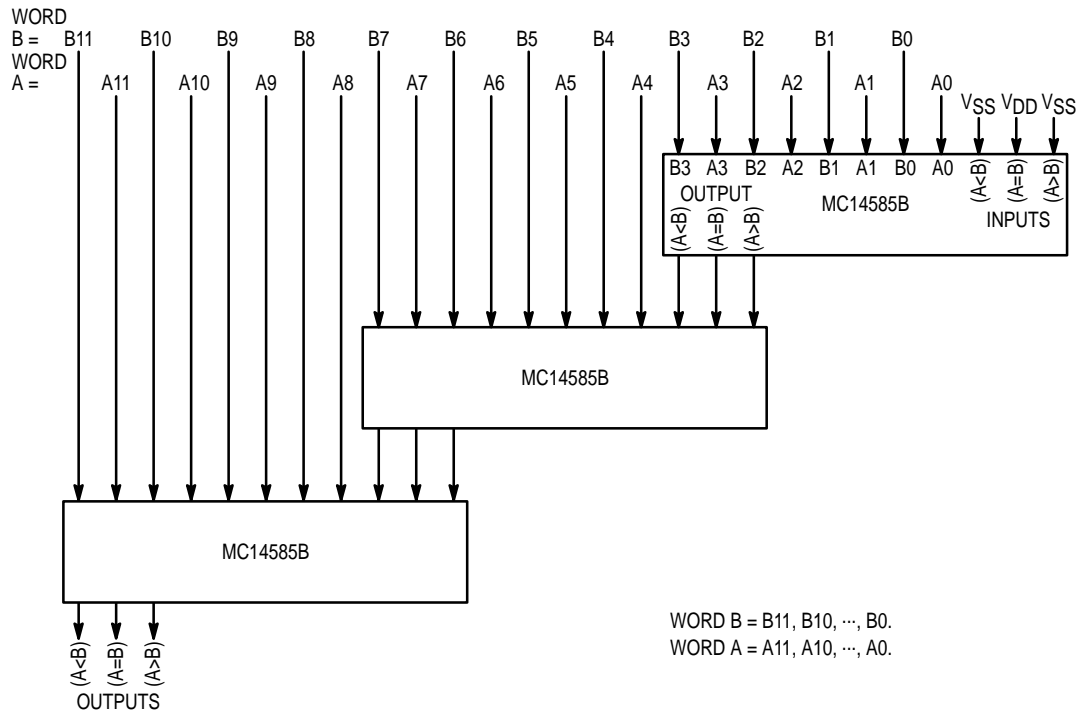 WORD
B = B11 B10 B9 B8 B7 B6 B5 B4 B3 B2 B1 B0
WORD
A = A11 A10 A9 A8 A7 A6 A5 A4 A3 A2 A1 A0
VSS VDD VSS
B3 A3 B2 A2 B1 A1 B0 A0 (A<B) (A=B) (A>B)
OUTPUT
MC14585B
INPUTS
(A<B) (A=B) (A>B)
MC14585B
MC14585B
(A<B) (A=B) (A>B)
OUTPUTS
WORD B = B11, B10, ···, B0.
WORD A = A11, A10, ···, A0.